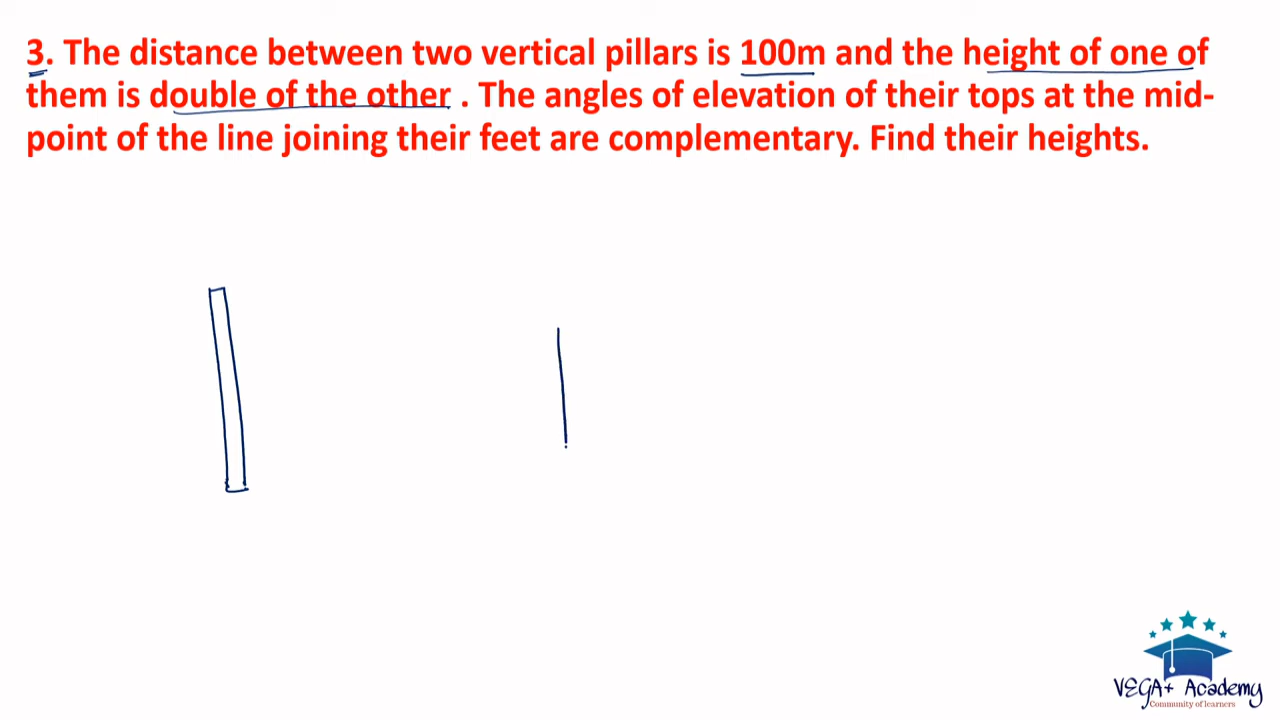 3. The distance between two vertical pillars is 100m and the height of one of
them is double of the other . The angles of elevation of their tops at the mid-
point of the line joining their feet are complementary. Find their heights.
VEGA+ Academy
Community of learners